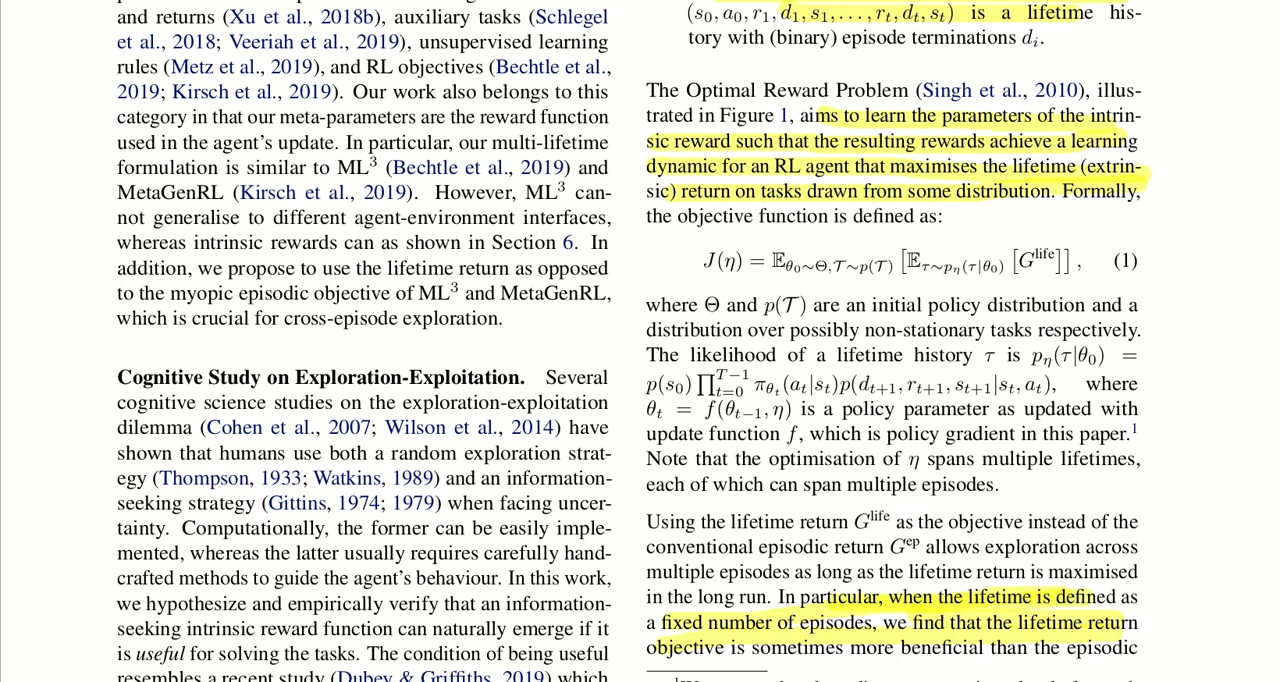 and returns (Xu et al., 2018b), auxiliary tasks (Schlegel
et al., 2018; Veeriah et al., 2019), unsupervised learning
rules (Metz et al., 2019), and RL objectives (Bechtle et al.,
2019; Kirsch et al., 2019). Our work also belongs to this
category in that our meta-parameters are the reward function
used in the agent's update. In particular, our multi-lifetime
formulation is similar to ML³ (Bechtle et al., 2019) and
MetaGenRL (Kirsch et al., 2019). However, ML³ can-
not generalise to different agent-environment interfaces,
whereas intrinsic rewards can as shown in Section 6. In
addition, we propose to use the lifetime return as opposed
to the myopic episodic objective of ML³ and MetaGenRL,
which is crucial for cross-episode exploration.
Cognitive Study on Exploration-Exploitation. Several
cognitive science studies on the exploration-exploitation
dilemma (Cohen et al., 2007; Wilson et al., 2014) have
shown that humans use both a random exploration strat-
egy (Thompson, 1933; Watkins, 1989) and an information-
seeking strategy (Gittins, 1974; 1979) when facing uncer-
tainty. Computationally, the former can be easily imple-
mented, whereas the latter usually requires carefully hand-
crafted methods to guide the agent's behaviour. In this work,
we hypothesize and empirically verify that an information-
seeking intrinsic reward function can naturally emerge if it
is useful for solving the tasks. The condition of being useful
resembles a recent study (Dubey & Griffiths, 2019) which
(s₀, a₀, r₁, d₁, s₁, . . . , rₜ, dₜ, sₜ) is a lifetime his-
tory with (binary) episode terminations dᵢ.
The Optimal Reward Problem (Singh et al., 2010), illus-
trated in Figure 1, aims to learn the parameters of the intrin-
sic reward such that the resulting rewards achieve a learning
dynamic for an RL agent that maximises the lifetime (extrin-
sic) return on tasks drawn from some distribution. Formally,
the objective function is defined as:
J(η) = 𝔼_{θ₀∼Θ,𝒯∼p(𝒯)} [𝔼_{τ∼p_η(τ|θ₀)} [G^life]] , (1)
where Θ and p(𝒯) are an initial policy distribution and a
distribution over possibly non-stationary tasks respectively.
The likelihood of a lifetime history τ is p_η(τ|θ₀) =
p(s₀) ∏_{t=0}^{T−1} π_{θₜ}(aₜ|sₜ)p(dₜ₊₁, rₜ₊₁, sₜ₊₁|sₜ, aₜ), where
θₜ = f(θₜ₋₁, η) is a policy parameter as updated with
update function f, which is policy gradient in this paper.¹
Note that the optimisation of η spans multiple lifetimes,
each of which can span multiple episodes.
Using the lifetime return G^life as the objective instead of the
conventional episodic return G^ep allows exploration across
multiple episodes as long as the lifetime return is maximised
in the long run. In particular, when the lifetime is defined as
a fixed number of episodes, we find that the lifetime return
objective is sometimes more beneficial than the episodic